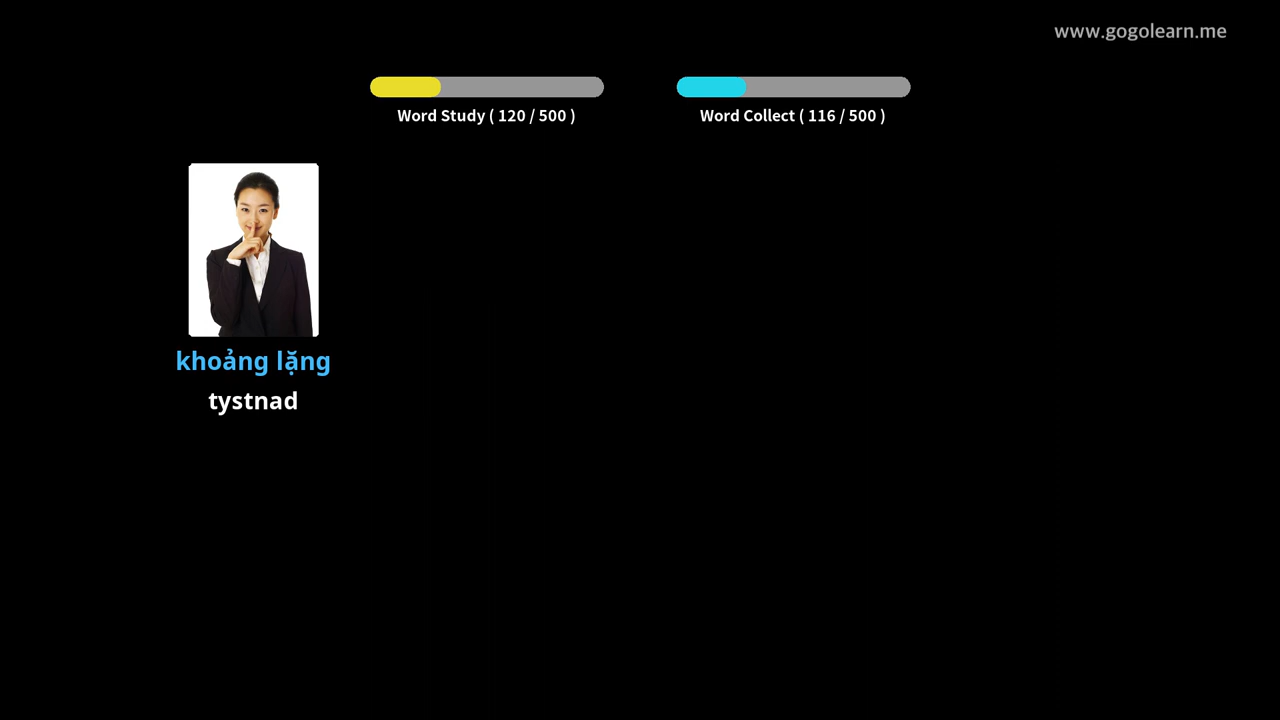 www.gogolearn.me
Word Study ( 120 / 500 )
Word Collect ( 116 / 500 )
khoảng lặng
tystnad